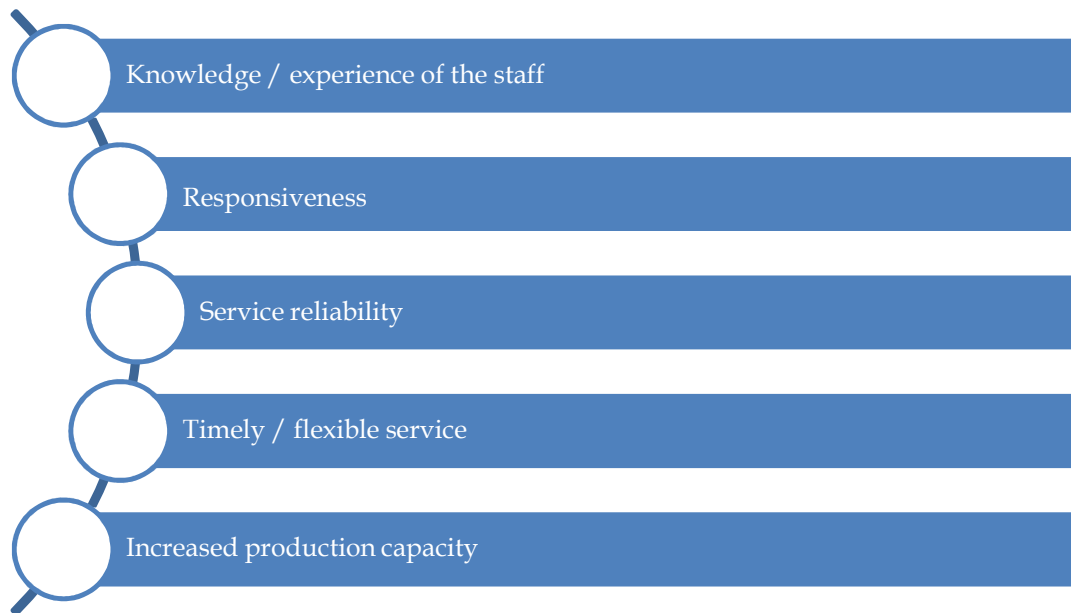 Knowledge / experience of the staff
Responsiveness
Service reliability
Timely / flexible service
Increased production capacity